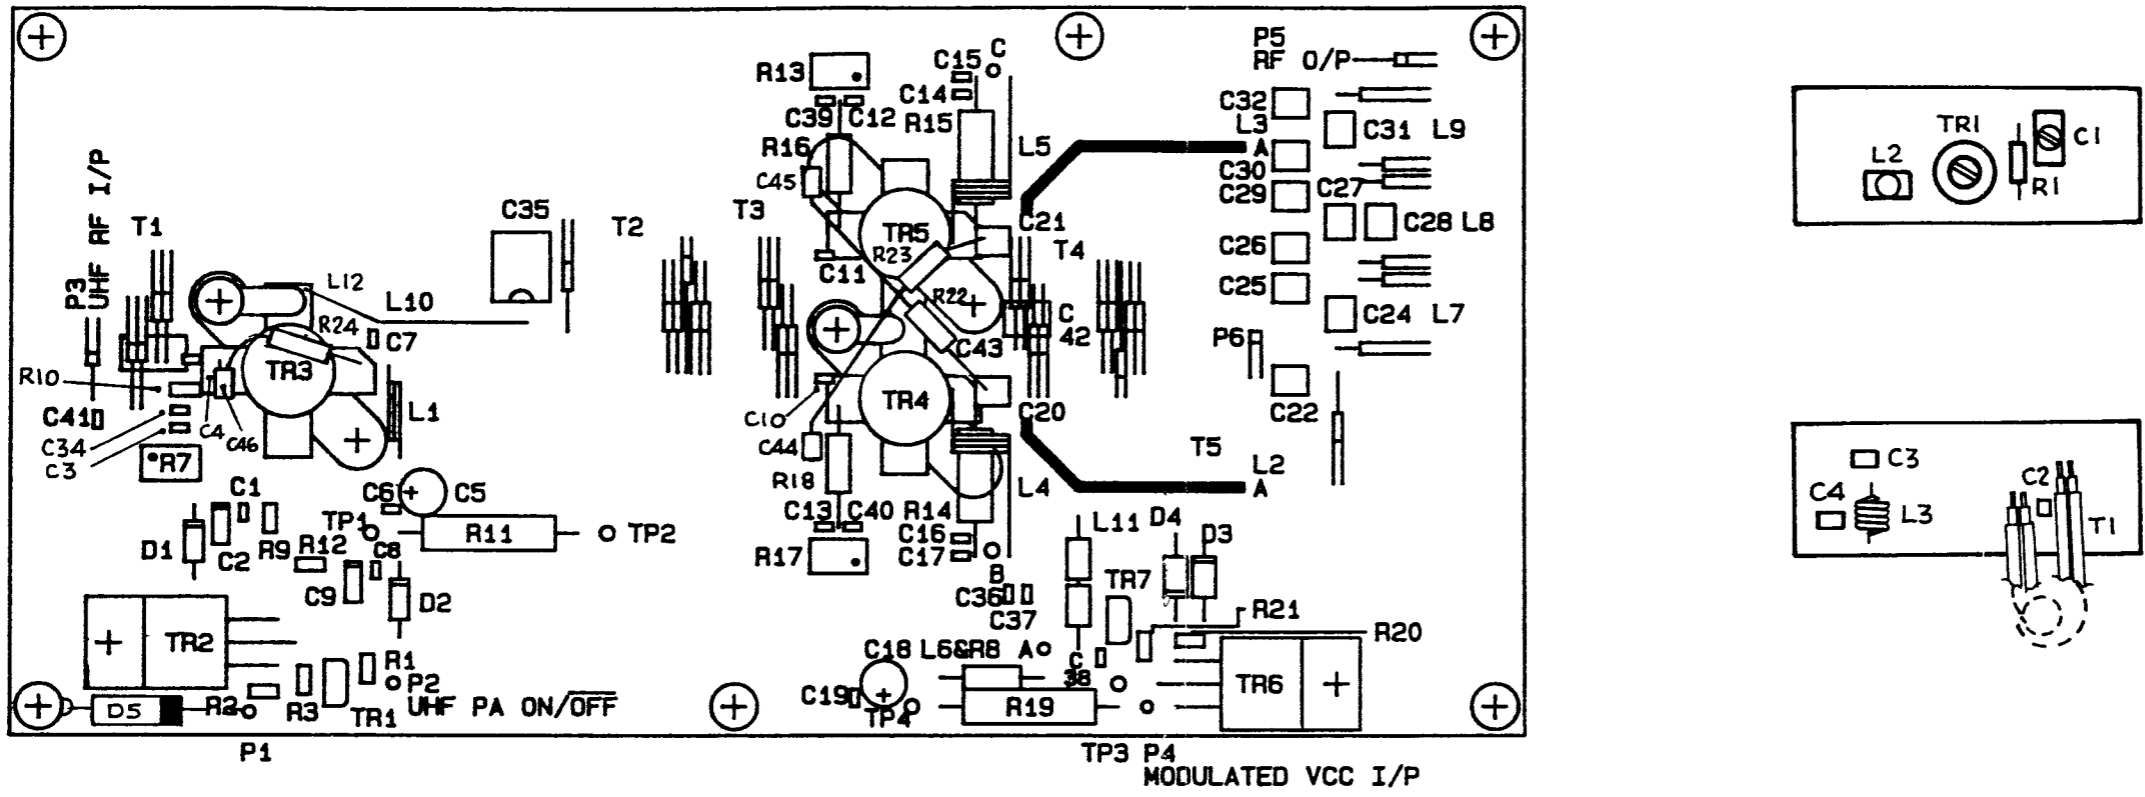 P5
RF O/P
C15 C
R13
C14
C32
C39 C12 R15
L3
C31 L9
A
L5
R16
C30
C45
C29
C27
UHF RF I/P
P3
T1
C35
T2
T3
TR5
C21
T4
C28 L8
C26
R23
C11
L12
C25
L10
R22
C
42
C24 L7
R24
C7
C43
P6
R10
TR3
TR4
C41
L1
C10
C20
C22
C34
C4
C46
C44
C3
R7
R18
T5
L2
A
L4
C1
C6 + C5
C13 C40 R14
L11 D4
TP1
R11
TP2
C16
D3
D1
C2
R9
R12
C8
R17
C17
C9
D2
B
TR7
C36
C37
R21
TR2
R20
C18 L6&R8 A
C
38
R1
P2
C19
TR6
D5
R2
R3
TR1
UHF PA ON/OFF
TP4
R19
P1
TP3 P4
MODULATED VCC I/P
TR1
C1
L2
R1
C3
C2
C4
L3
T1